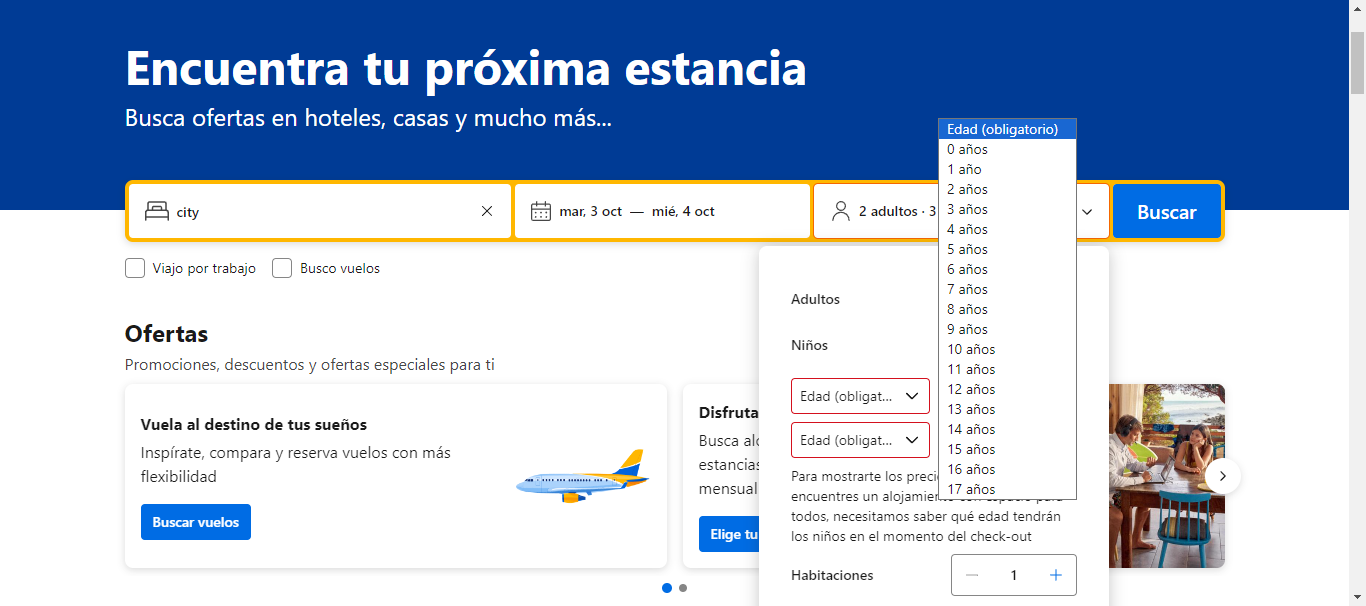 Encuentra tu próxima estancia
Busca ofertas en hoteles, casas y mucho más...
city
mar, 3 oct — mié, 4 oct
2 adultos · 3
Buscar
Viajo por trabajo
Busco vuelos
Edad (obligatorio)
0 años
1 año
2 años
3 años
4 años
5 años
6 años
7 años
8 años
9 años
10 años
11 años
12 años
13 años
14 años
15 años
16 años
17 años
Adultos
Niños
Edad (obligat...
Edad (obligat...
Para mostrarte los
encuentres un alojamiento con espacio para
todos, necesitamos saber qué edad tendrán
los niños en el momento del check-out
Habitaciones
1
Ofertas
Promociones, descuentos y ofertas especiales para ti
Vuela al destino de tus sueños
Inspírate, compara y reserva vuelos con más
flexibilidad
Buscar vuelos
Disfruta
Busca
estancias
mensual
Elige tu